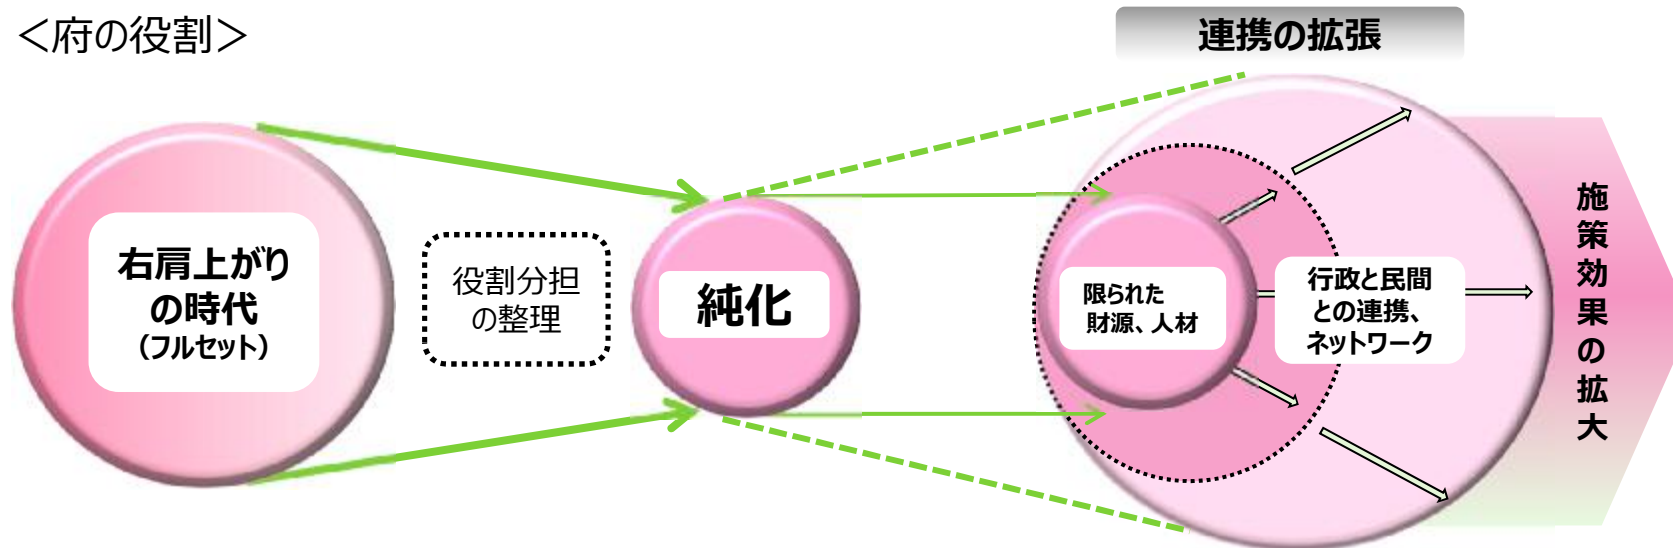 ＜府の役割＞
連携の拡張
右肩上がり
の時代
（フルセット）
役割分担
の整理
純化
限られた
財源、人材
行政と民間
との連携、
ネットワーク
施策効果の拡大